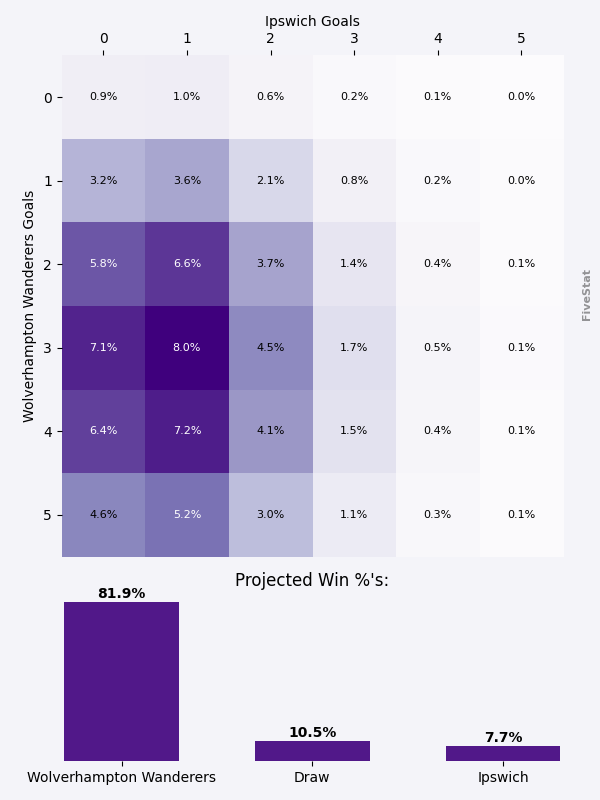 Ipswich Goals
0 1 2 3 4 5
0 0.9% 1.0% 0.6% 0.2% 0.1% 0.0%
1 3.2% 3.6% 2.1% 0.8% 0.2% 0.0%
2 5.8% 6.6% 3.7% 1.4% 0.4% 0.1%
3 7.1% 8.0% 4.5% 1.7% 0.5% 0.1%
4 6.4% 7.2% 4.1% 1.5% 0.4% 0.1%
5 4.6% 5.2% 3.0% 1.1% 0.3% 0.1%
Wolverhampton Wanderers Goals
FiveStat
Projected Win %'s:
81.9% 10.5% 7.7%
Wolverhampton Wanderers Draw Ipswich